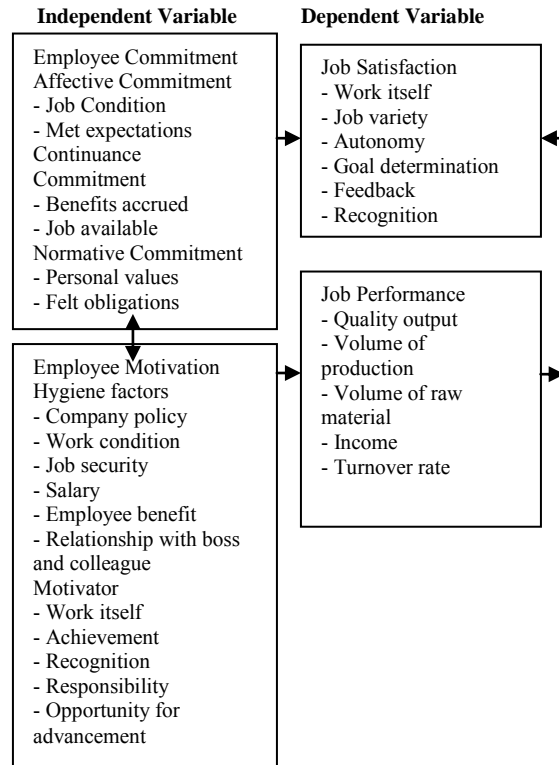 Independent Variable
Dependent Variable
Employee Commitment
Affective Commitment
- Job Condition
- Met expectations
Continuance
Commitment
- Benefits accrued
- Job available
Normative Commitment
- Personal values
- Felt obligations
Job Satisfaction
- Work itself
- Job variety
- Autonomy
- Goal determination
- Feedback
- Recognition
Employee Motivation
Hygiene factors
- Company policy
- Work condition
- Job security
- Salary
- Employee benefit
- Relationship with boss
and colleague
Motivator
- Work itself
- Achievement
- Recognition
- Responsibility
- Opportunity for
advancement
Job Performance
- Quality output
- Volume of
production
- Volume of raw
material
- Income
- Turnover rate